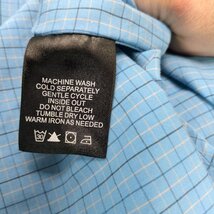 MACHINE WASH
COLD SEPARATELY
GENTLE CYCLE
INSIDE OUT
DO NOT BLEACH
TUMBLE DRY LOW
WARM IRON AS NEEDED